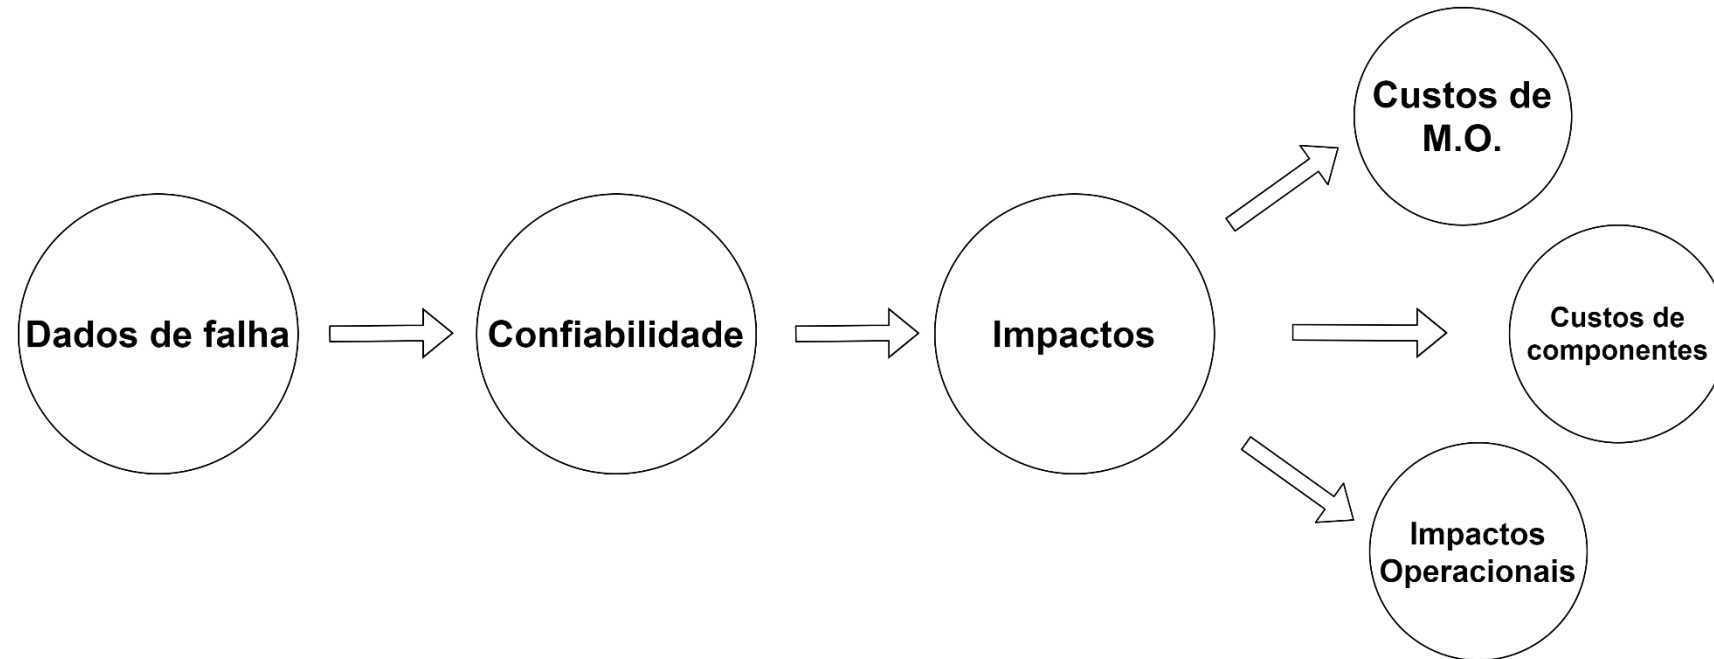 Dados de falha
Confiabilidade
Impactos
Custos de
M.O.
Custos de
componentes
Impactos
Operacionais